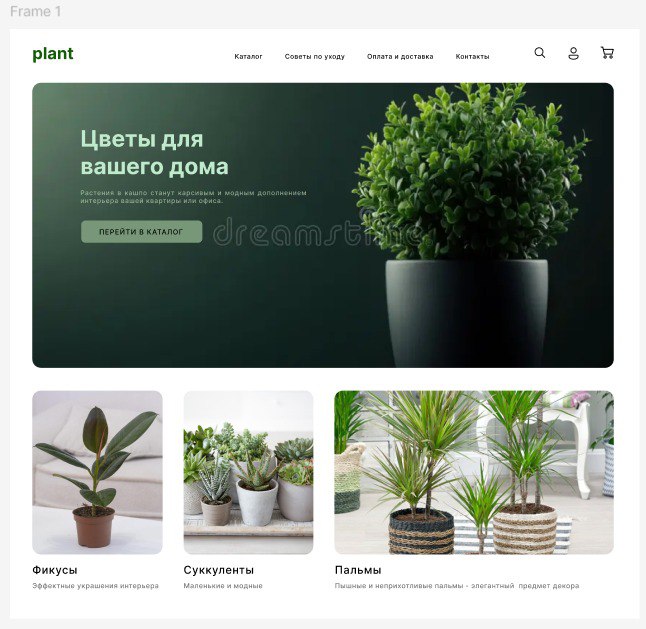 Frame 1
plant
Каталог Советы по уходу Оплата и доставка Контакты
Цветы для
вашего дома
Растения в кашпо станут карсивым и модным дополнением
интерьера вашей квартиры или офиса.
ПЕРЕЙТИ В КАТАЛОГ
dreamstime
Фикусы
Эффектные украшения интерьера
Суккуленты
Маленькие и модные
Пальмы
Пышные и неприхотливые пальмы - элегантный предмет декора